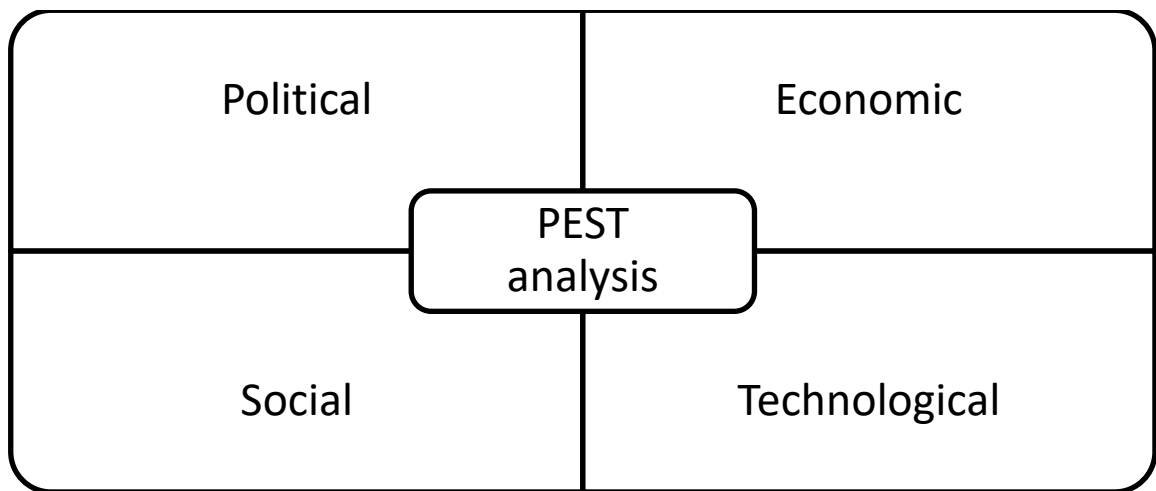 Political
Economic
PEST
analysis
Social
Technological